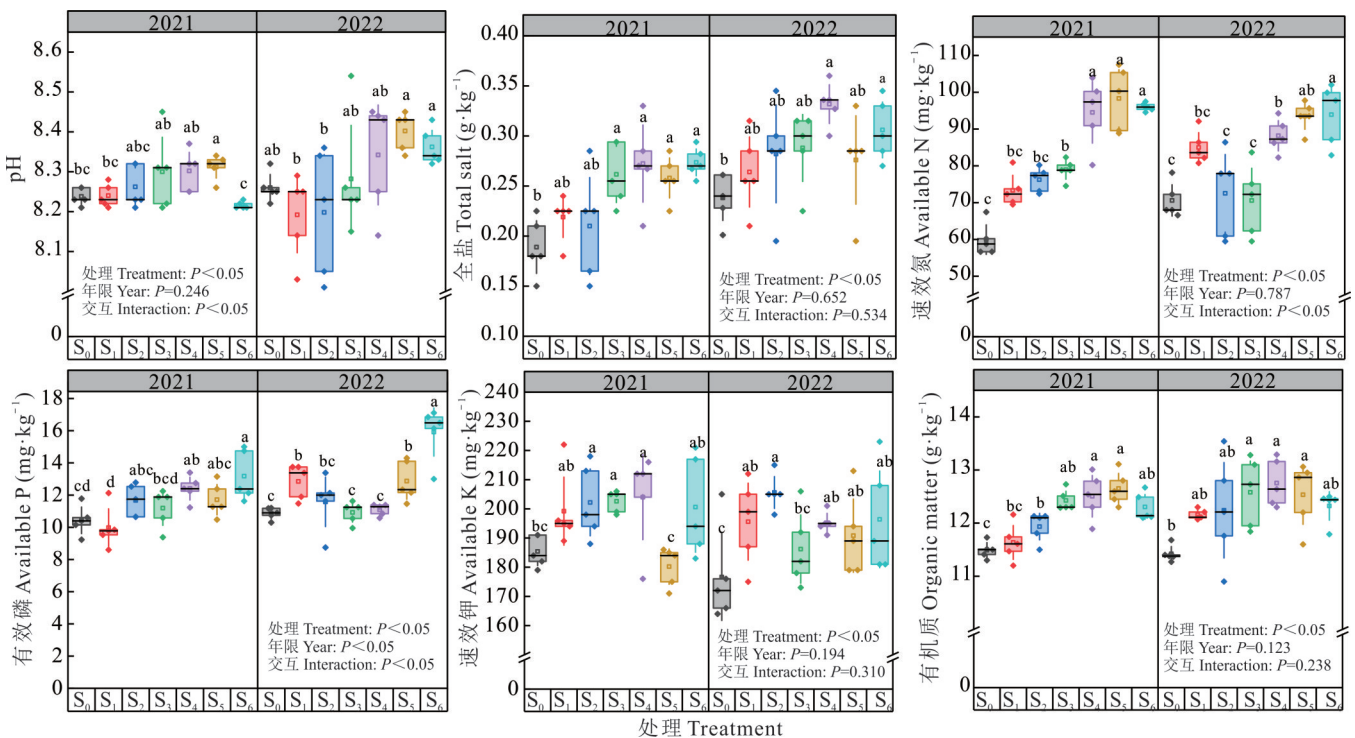 2021 2022
pH
8.6
8.4
8.2
8.1
0
bc bc abc ab ab a c ab b b ab ab a a
处理 Treatment: P＜0.05
年限 Year: P=0.246
交互 Interaction: P＜0.05
S₀ S₁ S₂ S₃ S₄ S₅ S₆ S₀ S₁ S₂ S₃ S₄ S₅ S₆
2021 2022
全盐 Total salt (g·kg⁻¹)
0.40
0.35
0.30
0.25
0.20
0.15
0.10
b ab ab a a a a b ab ab ab a ab a
处理 Treatment: P＜0.05
年限 Year: P=0.652
交互 Interaction: P=0.534
S₀ S₁ S₂ S₃ S₄ S₅ S₆ S₀ S₁ S₂ S₃ S₄ S₅ S₆
2021 2022
速效氮 Available N (mg·kg⁻¹)
110
100
90
80
70
60
50
0
c bc bc b a a a c bc c c ab ab a
处理 Treatment: P＜0.05
年限 Year: P=0.787
交互 Interaction: P＜0.05
S₀ S₁ S₂ S₃ S₄ S₅ S₆ S₀ S₁ S₂ S₃ S₄ S₅ S₆
2021 2022
有效磷 Available P (mg·kg⁻¹)
18
16
14
12
10
8
6
4
2
0
cd d abc bcd ab abc a c b bc c c b a
处理 Treatment: P＜0.05
年限 Year: P＜0.05
交互 Interaction: P＜0.05
S₀ S₁ S₂ S₃ S₄ S₅ S₆ S₀ S₁ S₂ S₃ S₄ S₅ S₆
2021 2022
速效钾 Available K (mg·kg⁻¹)
240
230
220
210
200
190
180
170
160
0
bc ab a a a c ab c ab a bc ab ab ab
处理 Treatment: P＜0.05
年限 Year: P=0.194
交互 Interaction: P=0.310
S₀ S₁ S₂ S₃ S₄ S₅ S₆ S₀ S₁ S₂ S₃ S₄ S₅ S₆
2021 2022
有机质 Organic matter (mg·kg⁻¹)
14
13
12
11
0
c bc b ab a a ab c ab ab a a ab ab
处理 Treatment: P＜0.05
年限 Year: P=0.123
交互 Interaction: P=0.238
S₀ S₁ S₂ S₃ S₄ S₅ S₆ S₀ S₁ S₂ S₃ S₄ S₅ S₆
处理 Treatment